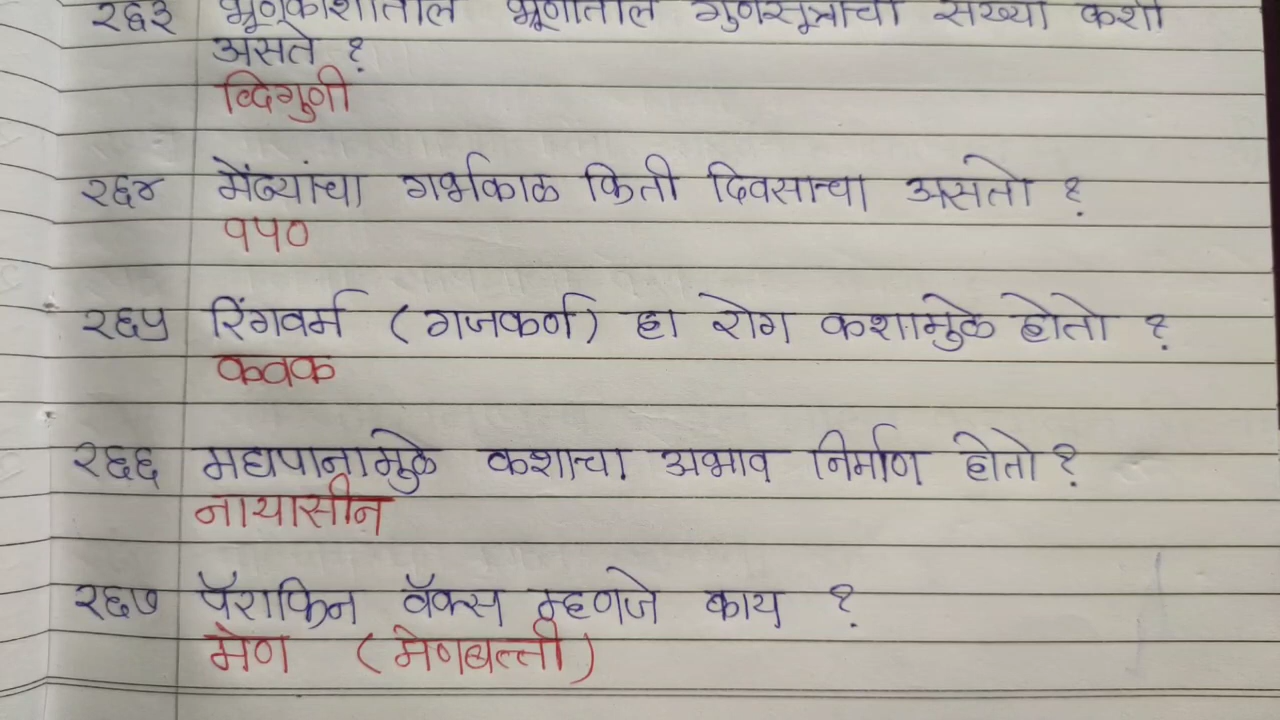 २६३ भ्रूणकोशातील भ्रूणातील गुणसूत्रांची संख्या कशी
असते ?
व्दिगुणी
२६४ मेंढ्यांचा गर्भकाळ किती दिवसाचा असतो ?
१५०
२६५ रिंगवर्म (गजकर्ण) हा रोग कशामुळे होतो ?
कवक
२६६ मद्यपानामुळे कशाचा अभाव निर्माण होतो ?
नायासीन
२६७ पॅराफिन वॅक्स म्हणजे काय ?
मेण (मेणबत्ती)